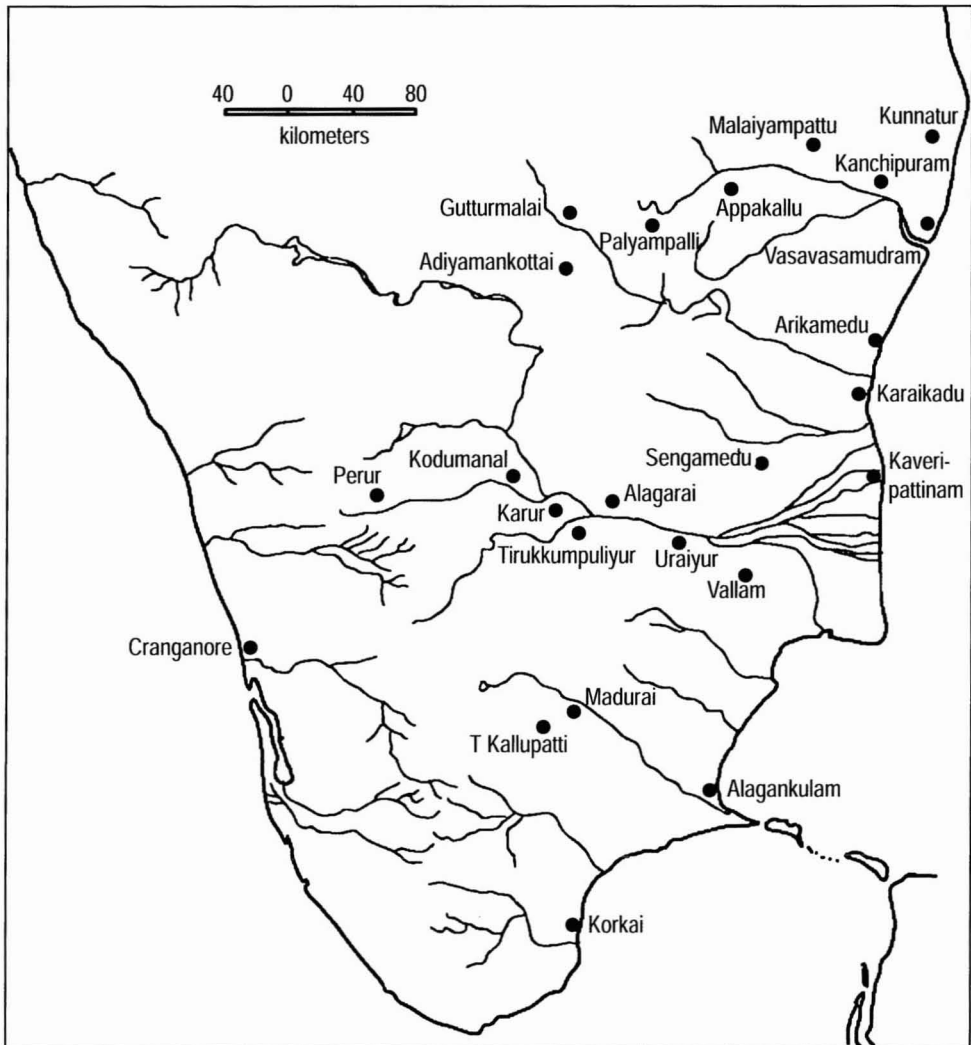 40 0 40 80
kilometers
Kunnatur
Malaiyampattu
Kanchipuram
Gutturmalai
Appakallu
Palyampalli
Vasavasamudram
Adiyamankottai
Arikamedu
Karaikadu
Kodumanal
Sengamedu
Kaveri-
pattinam
Perur
Alagarai
Karur
Tirukkumpuliyur
Uraiyur
Vallam
Cranganore
Madurai
T Kallupatti
Alagankulam
Korkai